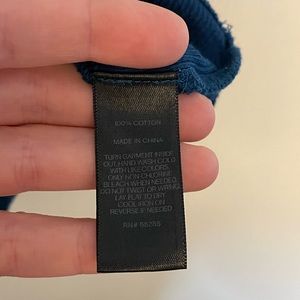 100% COTTON
MADE IN CHINA
TURN GARMENT INSIDE
OUT.HAND WASH COLD
WITH LIKE COLORS.
ONLY NON CHLORINE
BLEACH WHEN NEEDED.
DO NOT TWIST OR WRING.
LAY FLAT TO DRY
COOL IRON ON
REVERSE IF NEEDED
RN#